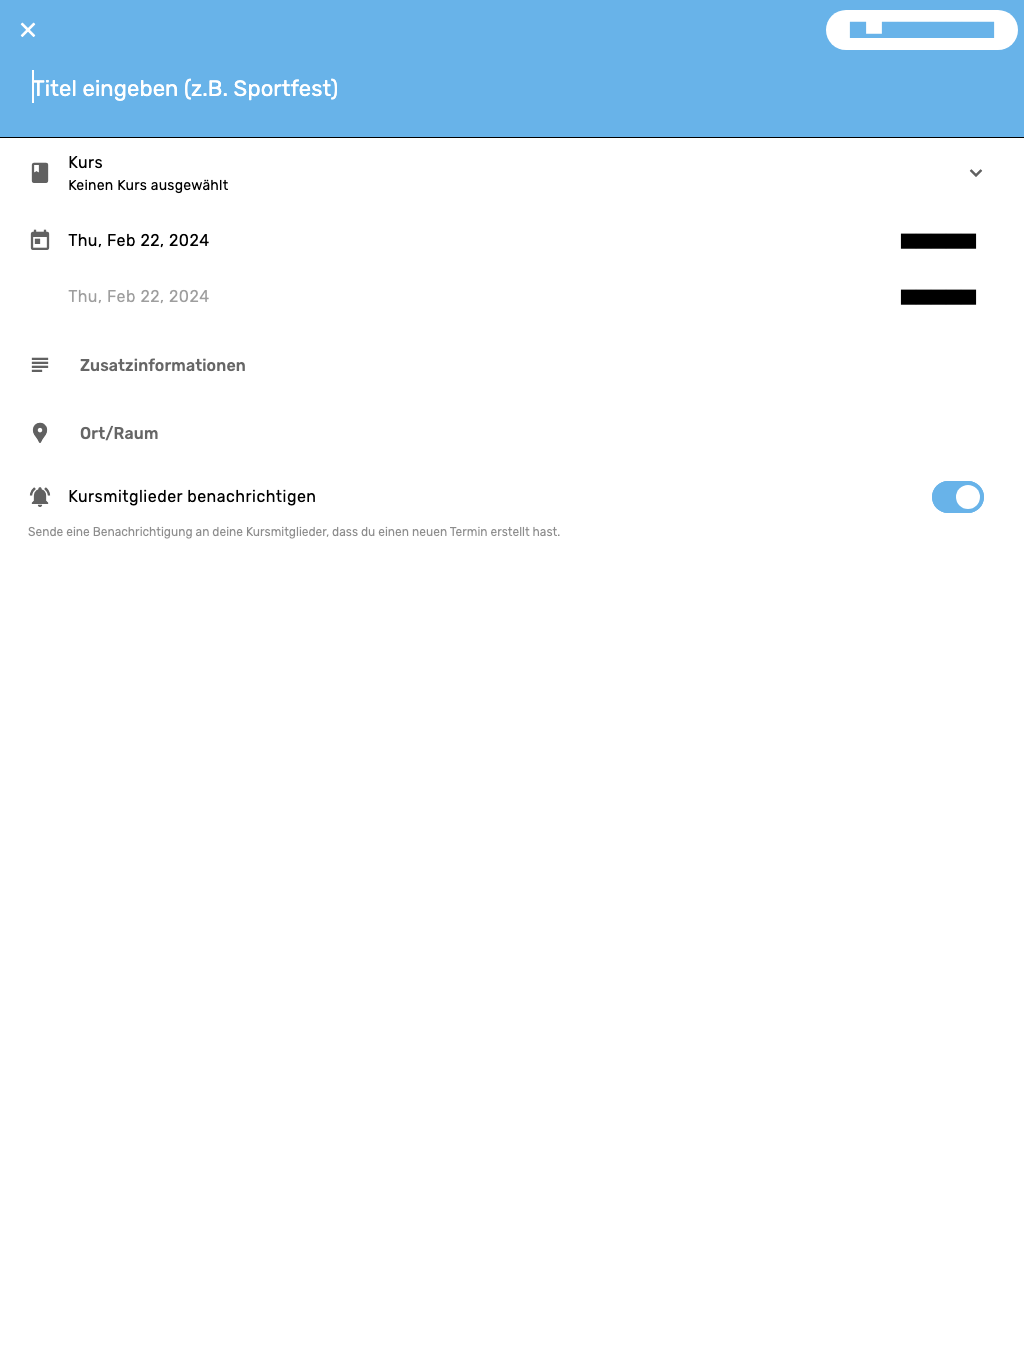 Titel eingeben (z.B. Sportfest)
Kurs
Keinen Kurs ausgewählt
Thu, Feb 22, 2024
Thu, Feb 22, 2024
Zusatzinformationen
Ort/Raum
Kursmitglieder benachrichtigen
Sende eine Benachrichtigung an deine Kursmitglieder, dass du einen neuen Termin erstellt hast.